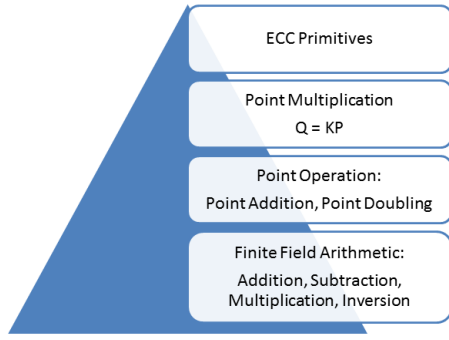 ECC Primitives
Point Multiplication
Q = KP
Point Operation:
Point Addition, Point Doubling
Finite Field Arithmetic:
Addition, Subtraction,
Multiplication, Inversion